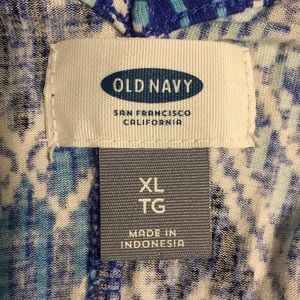 OLD NAVY
SAN FRANCISCO
CALIFORNIA
XL
TG
MADE IN
INDONESIA